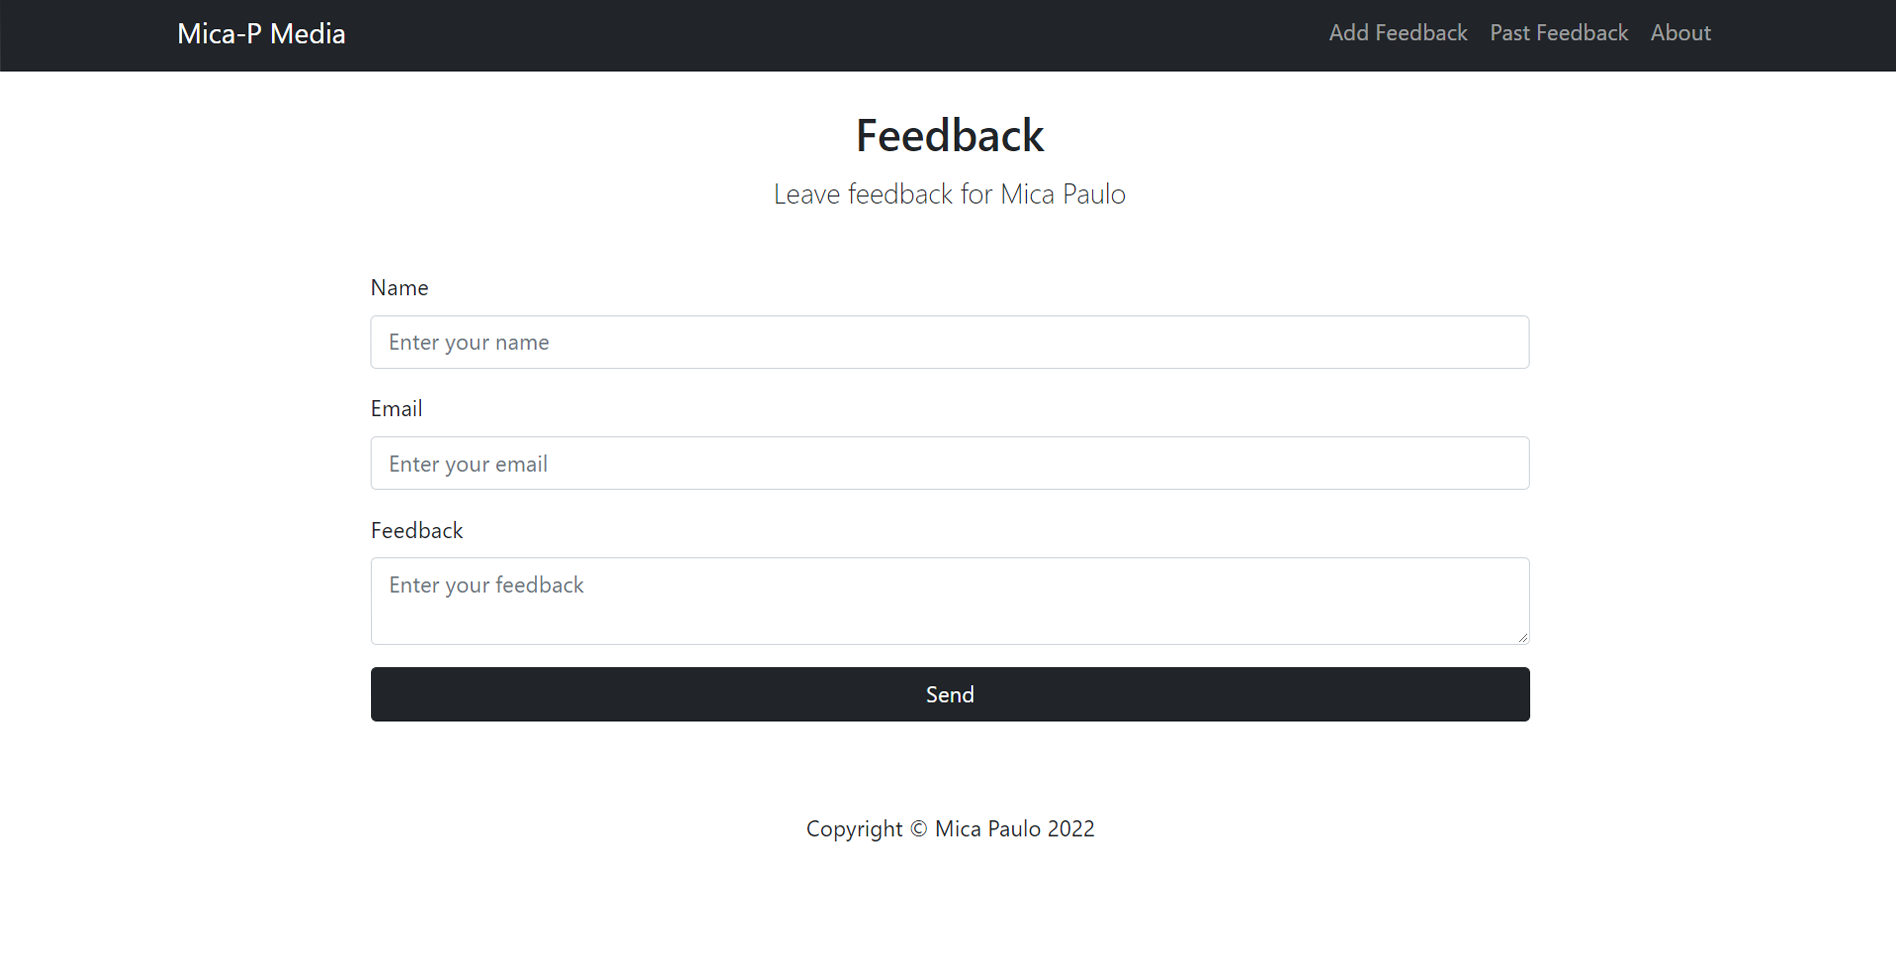 Mica-P Media
Add Feedback Past Feedback About
Feedback
Leave feedback for Mica Paulo
Name
Enter your name
Email
Enter your email
Feedback
Enter your feedback
Send
Copyright © Mica Paulo 2022